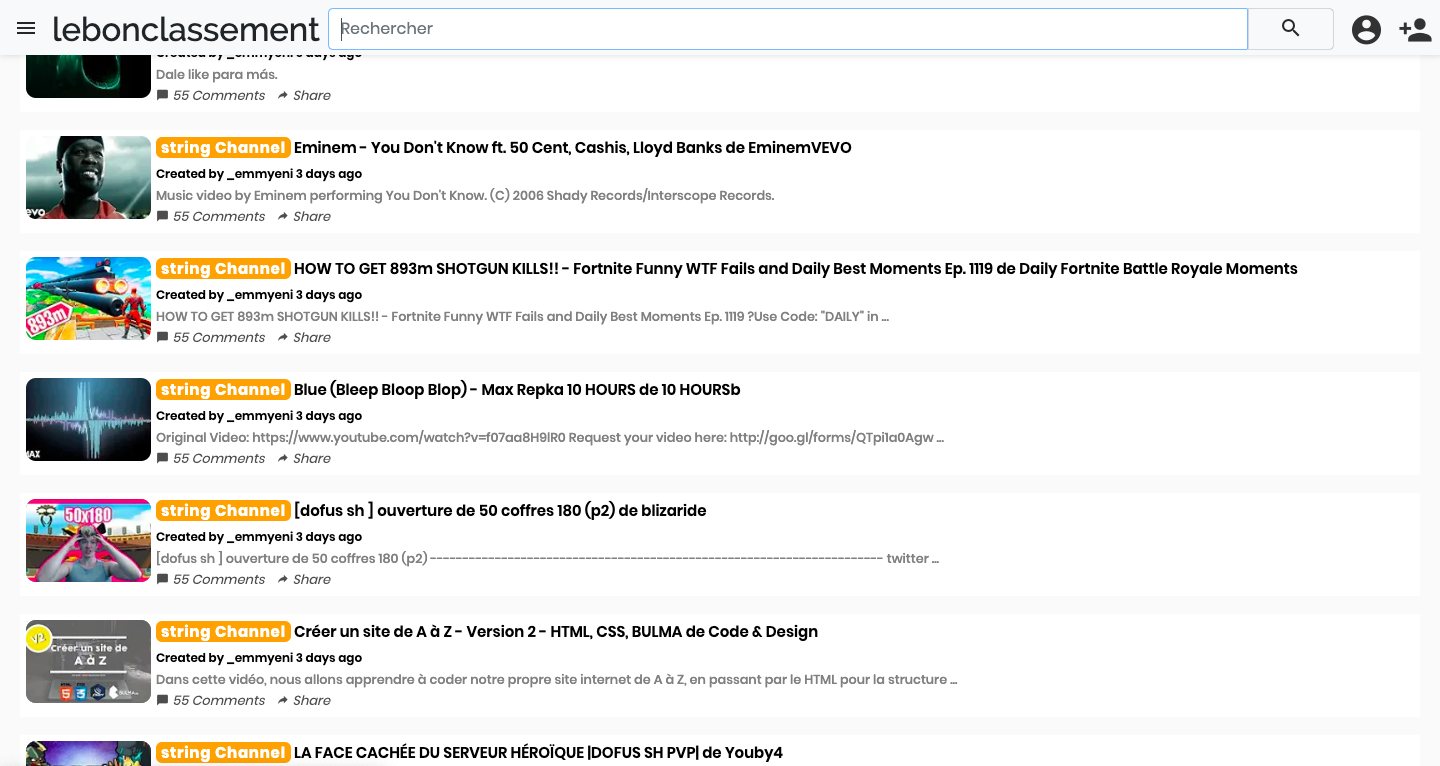 lebonclassement
Rechercher
Created by _emmyeni 3 days ago
Dale like para más.
55 Comments Share
string Channel Eminem - You Don't Know ft. 50 Cent, Cashis, Lloyd Banks de EminemVEVO
Created by _emmyeni 3 days ago
Music video by Eminem performing You Don't Know. (C) 2006 Shady Records/Interscope Records.
55 Comments Share
evo
string Channel HOW TO GET 893m SHOTGUN KILLS!! - Fortnite Funny WTF Fails and Daily Best Moments Ep. 1119 de Daily Fortnite Battle Royale Moments
Created by _emmyeni 3 days ago
HOW TO GET 893m SHOTGUN KILLS!! - Fortnite Funny WTF Fails and Daily Best Moments Ep. 1119 ?Use Code: "DAILY" in ...
55 Comments Share
893m
string Channel Blue (Bleep Bloop Blop) - Max Repka 10 HOURS de 10 HOURSb
Created by _emmyeni 3 days ago
Original Video: https://www.youtube.com/watch?v=f07aa8H9lR0 Request your video here: http://goo.gl/forms/QTpi1a0Agw ...
55 Comments Share
MAX
50x180
string Channel [dofus sh ] ouverture de 50 coffres 180 (p2) de blizaride
Created by _emmyeni 3 days ago
[dofus sh ] ouverture de 50 coffres 180 (p2) ---------------------------------------------------------------------- twitter ...
55 Comments Share
string Channel Créer un site de A à Z - Version 2 - HTML, CSS, BULMA de Code & Design
V2
Créer un site de
A à Z
Created by _emmyeni 3 days ago
Dans cette vidéo, nous allons apprendre à coder notre propre site internet de A à Z, en passant par le HTML pour la structure ...
55 Comments Share
BULMA
string Channel LA FACE CACHÉE DU SERVEUR HÉROÏQUE |DOFUS SH PVP| de Youby4